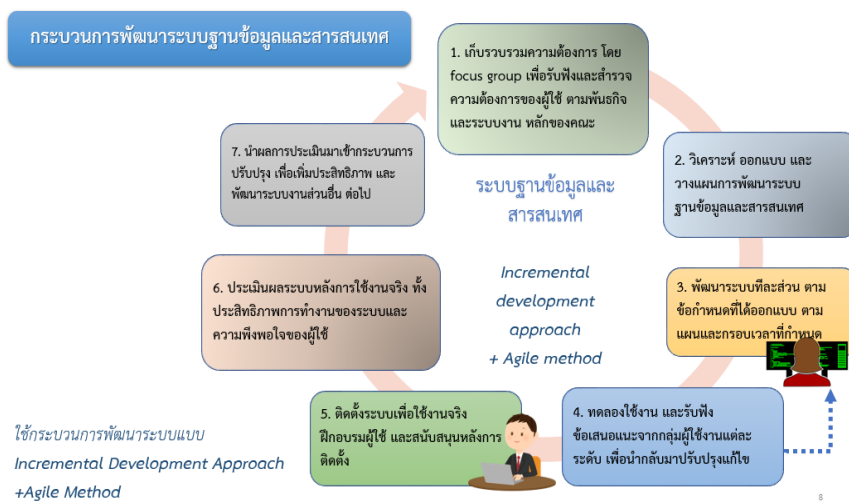 กระบวนการพัฒนาระบบฐานข้อมูลและสารสนเทศ
1. เก็บรวบรวมความต้องการ โดย
focus group เพื่อรับฟังและสำรวจ
ความต้องการของผู้ใช้ ตามพันธกิจ
และระบบงาน หลักของคณะ
2. วิเคราะห์ ออกแบบ และ
วางแผนการพัฒนาระบบ
ฐานข้อมูลและสารสนเทศ
3. พัฒนาระบบทีละส่วน ตาม
ข้อกำหนดที่ได้ออกแบบ ตาม
แผนและกรอบเวลาที่กำหนด
4. ทดลองใช้งาน และรับฟัง
ข้อเสนอแนะจากกลุ่มผู้ใช้งานแต่ละ
ระดับ เพื่อนำกลับมาปรับปรุงแก้ไข
5. ติดตั้งระบบเพื่อใช้งานจริง
ฝึกอบรมผู้ใช้ และสนับสนุนหลังการ
ติดตั้ง
6. ประเมินผลระบบหลังการใช้งานจริง ทั้ง
ประสิทธิภาพการทำงานของระบบและ
ความพึงพอใจของผู้ใช้
7. นำผลการประเมินมาเข้ากระบวนการ
ปรับปรุง เพื่อเพิ่มประสิทธิภาพ และ
พัฒนาระบบงานส่วนอื่น ต่อไป
ระบบฐานข้อมูลและ
สารสนเทศ
Incremental
development
approach
+ Agile method
ใช้กระบวนการพัฒนาระบบแบบ
Incremental Development Approach
+Agile Method
8